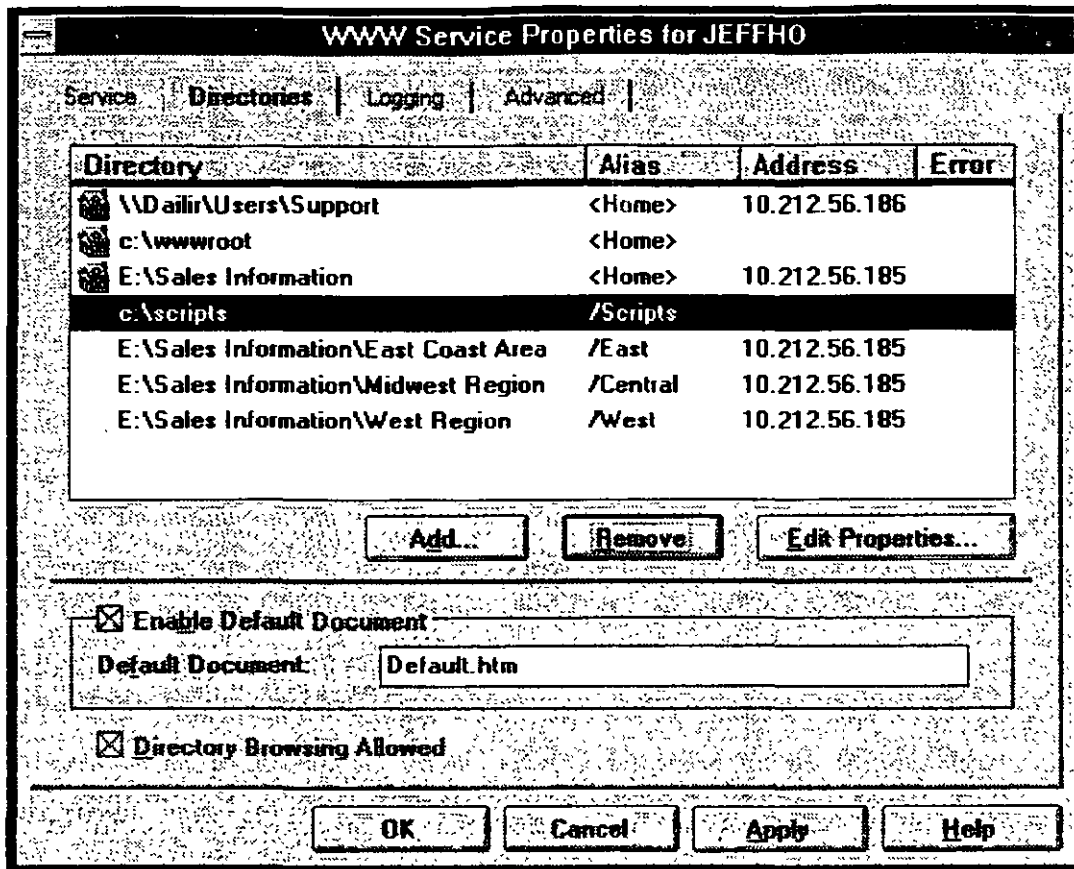 WWW Service Properties for JEFFHO
Service Directories Logging Advanced
Directory Alias Address Error
\\Dailir\Users\Support <Home> 10.212.56.186
c:\wwwroot <Home>
E:\Sales Information <Home> 10.212.56.185
c:\scripts /Scripts
E:\Sales Information\East Coast Area /East 10.212.56.185
E:\Sales Information\Midwest Region /Central 10.212.56.185
E:\Sales Information\West Region /West 10.212.56.185
Add... Remove Edit Properties...
Enable Default Document
Default Document: Default.htm
Directory Browsing Allowed
OK Cancel Apply Help